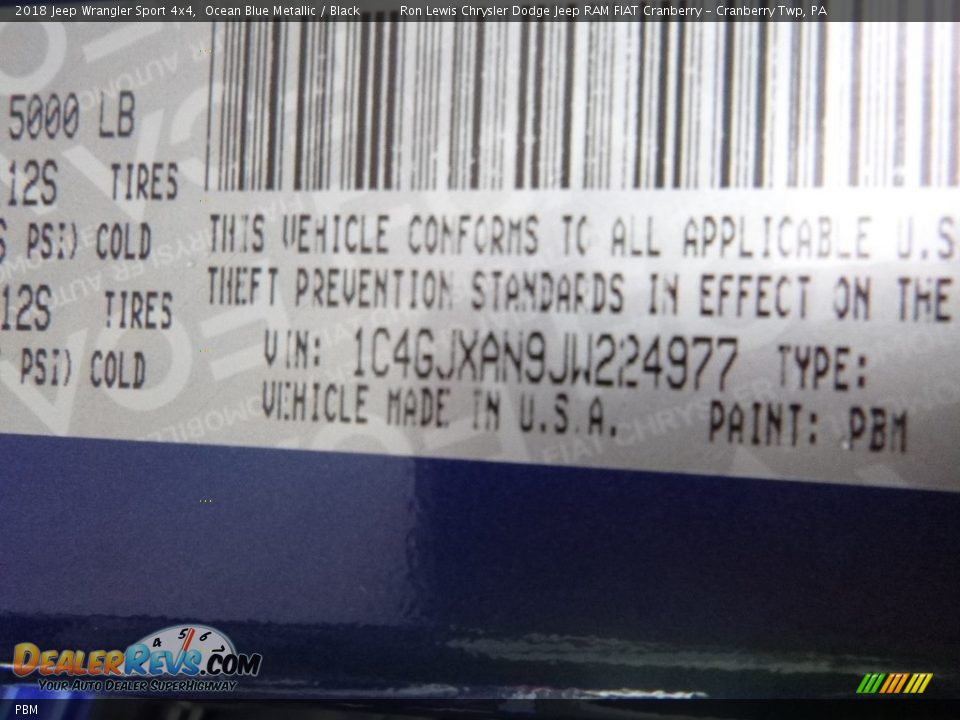 2018 Jeep Wrangler Sport 4x4, Ocean Blue Metallic / Black Ron Lewis Chrysler Dodge Jeep RAM FIAT Cranberry - Cranberry Twp, PA
5000 LB
12S TIRES
PSI) COLD
12S TIRES
PSI) COLD
THIS VEHICLE CONFORMS TO ALL APPLICABLE U.S
THEFT PREVENTION STANDARDS IN EFFECT ON THE
VIN: 1C4GJXAN9JW224977 TYPE:
VEHICLE MADE IN U.S.A. PAINT: PBM
4 5 6
DEALERREVS.COM
YOUR AUTO DEALER SUPERHIGHWAY
PBM